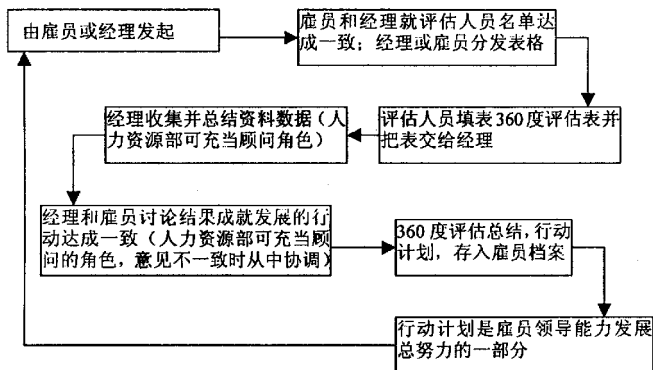 由雇员或经理发起
雇员和经理就评估人员名单达
成一致；经理或雇员分发表格
评估人员填表360度评估表并
把表交给经理
经理收集并总结资料数据（人
力资源部可充当顾问角色）
经理和雇员讨论结果成就发展的行
动达成一致（人力资源部可充当顾
问的角色，意见不一致时从中协调）
360度评估总结，行动
计划，存入雇员档案
行动计划是雇员领导能力发展
总努力的一部分